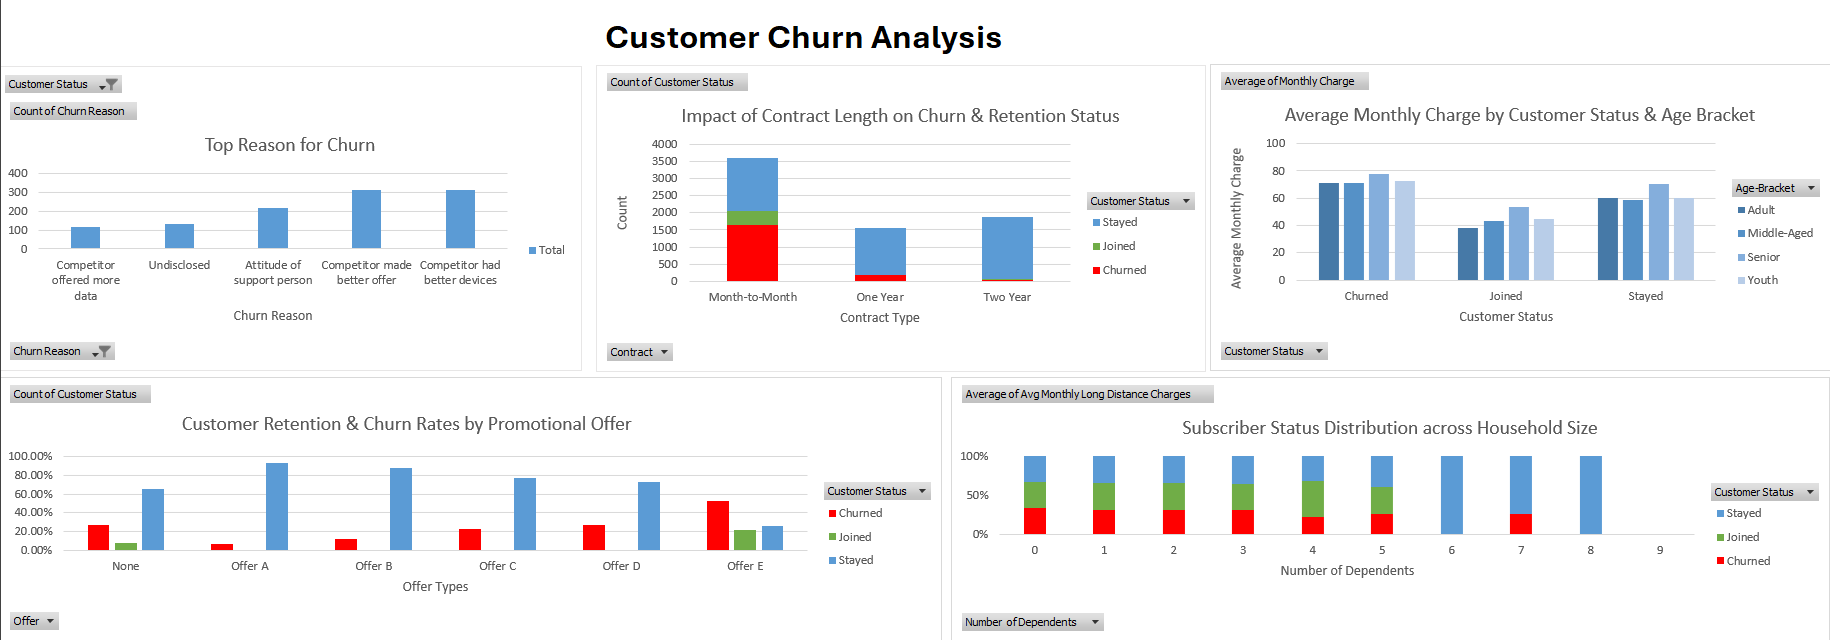 Customer Churn Analysis
Customer Status
Count of Churn Reason
Top Reason for Churn
400
300
200
100
0
Competitor offered more data
Undisclosed
Attitude of support person
Competitor made better offer
Competitor had better devices
Churn Reason
Total
Churn Reason
Count of Customer Status
Impact of Contract Length on Churn & Retention Status
Count
4000
3500
3000
2500
2000
1500
1000
500
0
Month-to-Month
One Year
Two Year
Contract Type
Customer Status
Stayed
Joined
Churned
Contract
Average of Monthly Charge
Average Monthly Charge by Customer Status & Age Bracket
Average Monthly Charge
100
80
60
40
20
0
Churned
Joined
Stayed
Customer Status
Age-Bracket
Adult
Middle-Aged
Senior
Youth
Customer Status
Count of Customer Status
Customer Retention & Churn Rates by Promotional Offer
100.00%
80.00%
60.00%
40.00%
20.00%
0.00%
None
Offer A
Offer B
Offer C
Offer D
Offer E
Offer Types
Customer Status
Churned
Joined
Stayed
Offer
Average of Avg Monthly Long Distance Charges
Subscriber Status Distribution across Household Size
100%
50%
0%
0
1
2
3
4
5
6
7
8
9
Number of Dependents
Customer Status
Stayed
Joined
Churned
Number of Dependents